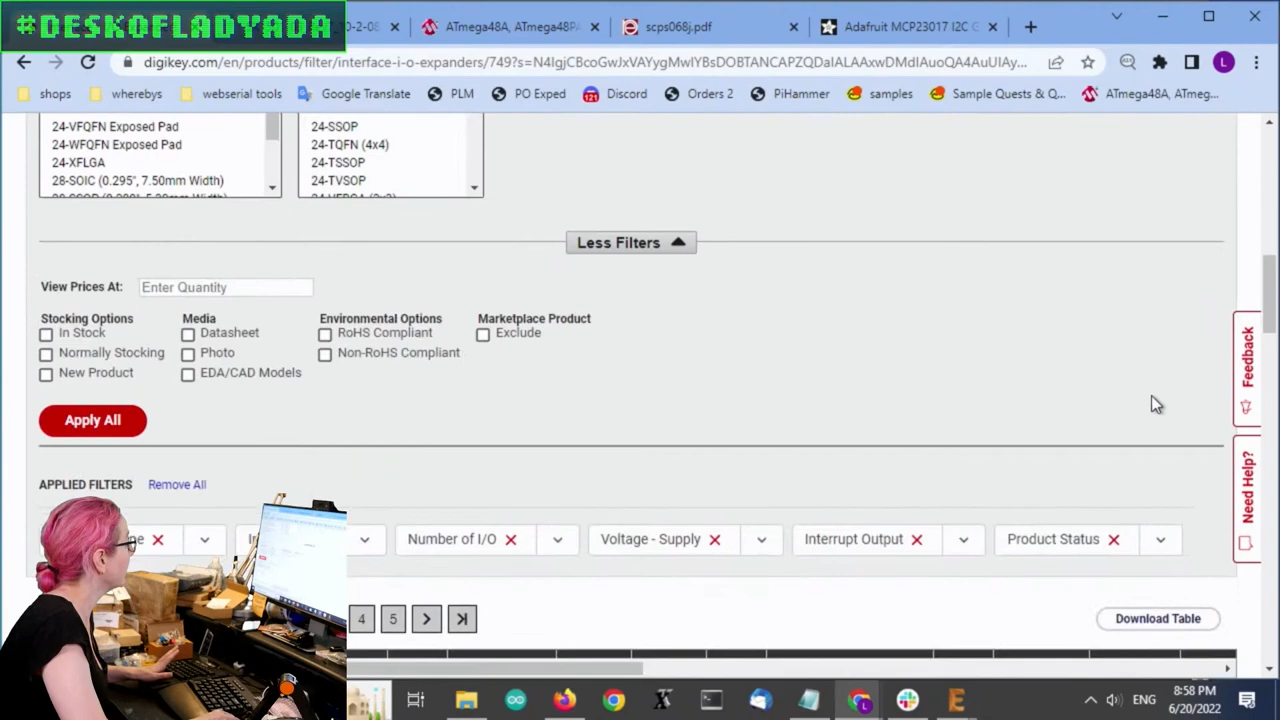 #DESKOFLADYADA
ATmega48A, ATmega48PA
scps068j.pdf
Adafruit MCP23017 I2C G
digikey.com/en/products/filter/interface-i-o-expanders/749?s=N4IgjCBcoGwJxVAYygMwIYBsDOBTANCAPZQDaIALAAxwDMdIAuoQA4AuUIAy...
shops
whereby
webserial tools
Google Translate
PLM
PO Exped
Discord
Orders 2
PiHammer
samples
Sample Quests & Q...
ATmega48A, ATmeg...
24-VFQFN Exposed Pad
24-WFQFN Exposed Pad
24-XFLGA
28-SOIC (0.295", 7.50mm Width)
24-SSOP
24-TQFN (4x4)
24-TSSOP
24-TVSOP
Less Filters
View Prices At:
Enter Quantity
Stocking Options
In Stock
Normally Stocking
New Product
Media
Datasheet
Photo
EDA/CAD Models
Environmental Options
RoHS Compliant
Non-RoHS Compliant
Marketplace Product
Exclude
Apply All
Feedback
Need Help?
APPLIED FILTERS
Remove All
Number of I/O
Voltage - Supply
Interrupt Output
Product Status
4
5
Download Table
ENG
8:58 PM
6/20/2022